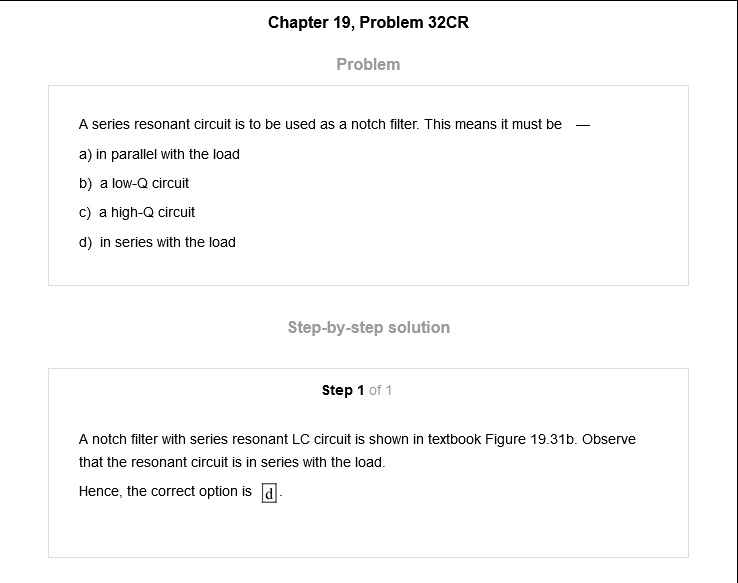 Chapter 19, Problem 32CR
Problem
A series resonant circuit is to be used as a notch filter. This means it must be —
a) in parallel with the load
b) a low-Q circuit
c) a high-Q circuit
d) in series with the load
Step-by-step solution
Step 1 of 1
A notch filter with series resonant LC circuit is shown in textbook Figure 19.31b. Observe
that the resonant circuit is in series with the load.
Hence, the correct option is d.